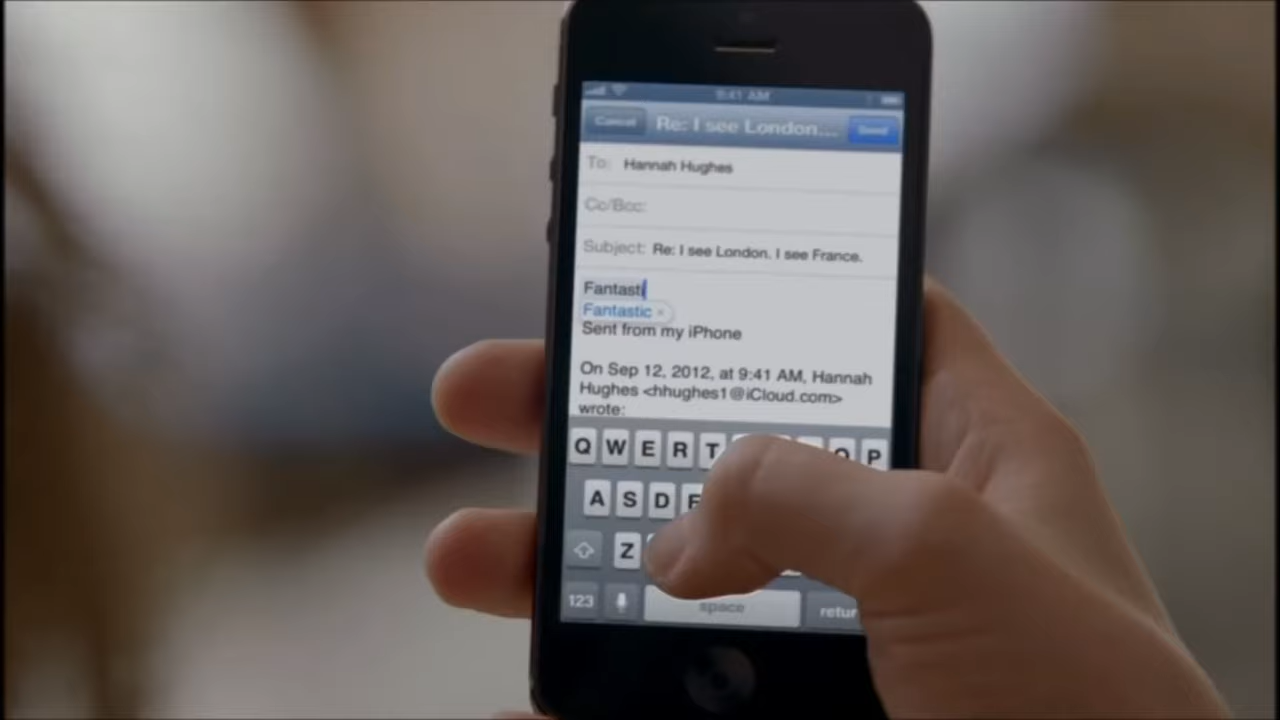 9:41 AM
Cancel Re: I see London... Send
To: Hannah Hughes
Cc/Bcc:
Subject: Re: I see London. I see France.
Fantasti
Fantastic ×
Sent from my iPhone
On Sep 12, 2012, at 9:41 AM, Hannah
Hughes <hhughes1@iCloud.com>
wrote:
Q W E R T O P
A S D F
Z
123 space retur